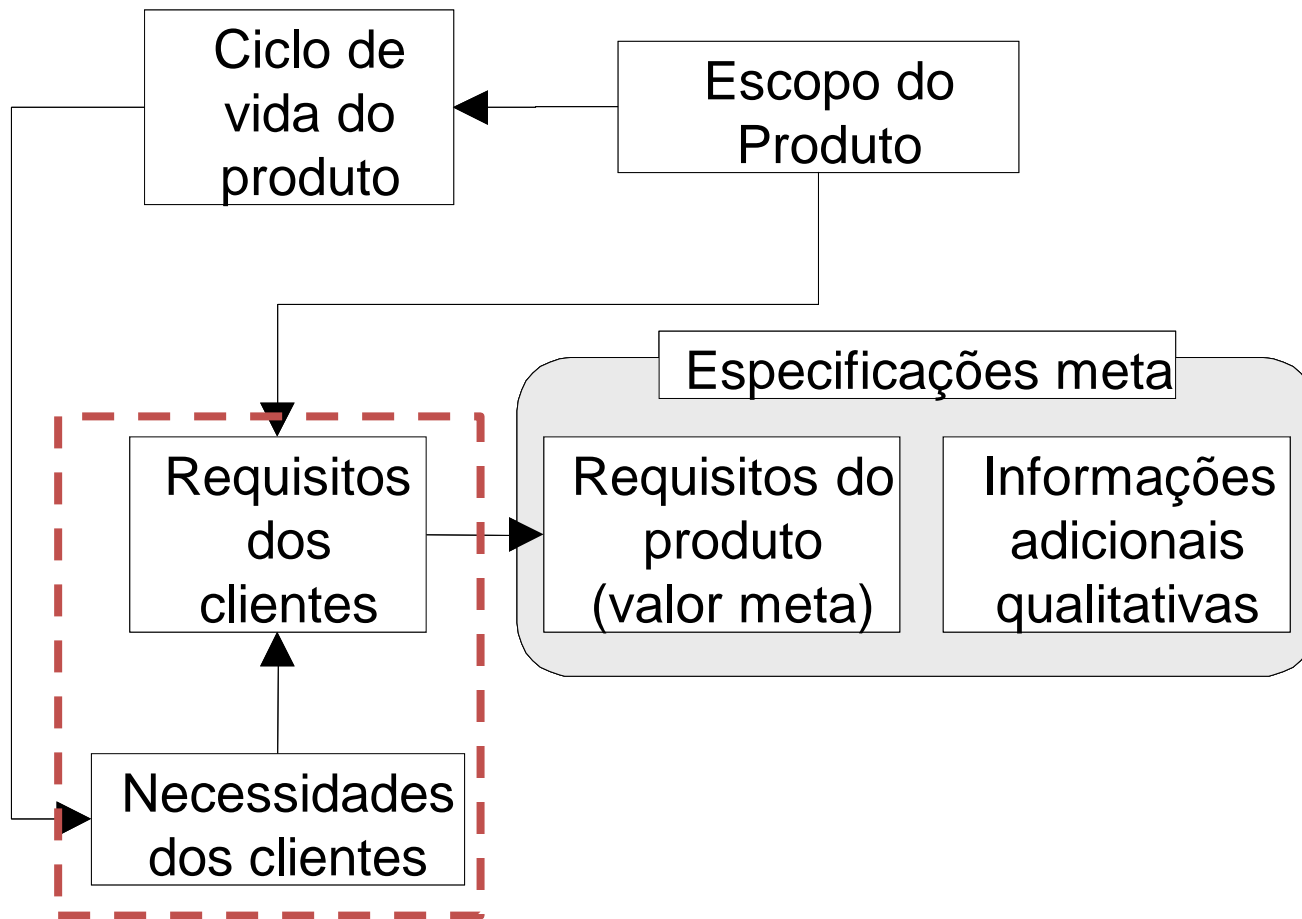 Ciclo de
vida do
produto
Escopo do
Produto
Especificações meta
Requisitos
dos
clientes
Requisitos do
produto
(valor meta)
Informações
adicionais
qualitativas
Necessidades
dos clientes